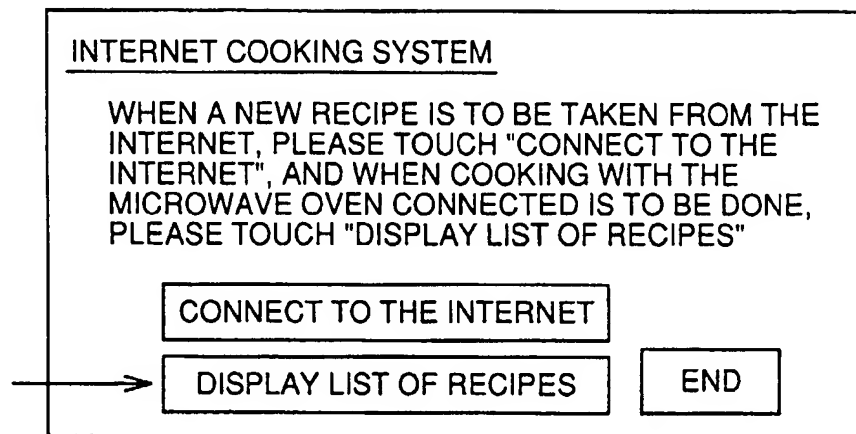 INTERNET COOKING SYSTEM
WHEN A NEW RECIPE IS TO BE TAKEN FROM THE
INTERNET, PLEASE TOUCH "CONNECT TO THE
INTERNET", AND WHEN COOKING WITH THE
MICROWAVE OVEN CONNECTED IS TO BE DONE,
PLEASE TOUCH "DISPLAY LIST OF RECIPES"
CONNECT TO THE INTERNET
DISPLAY LIST OF RECIPES
END